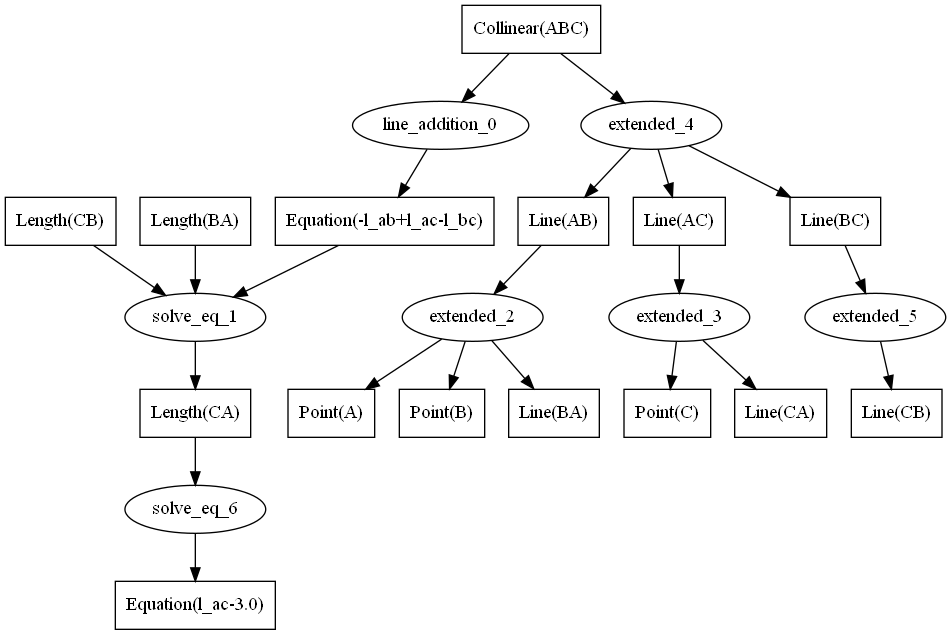 Collinear(ABC)
line_addition_0
extended_4
Length(CB)
Length(BA)
Equation(-l_ab+l_ac-l_bc)
Line(AB)
Line(AC)
Line(BC)
solve_eq_1
extended_2
extended_3
extended_5
Length(CA)
Point(A)
Point(B)
Line(BA)
Point(C)
Line(CA)
Line(CB)
solve_eq_6
Equation(l_ac-3.0)